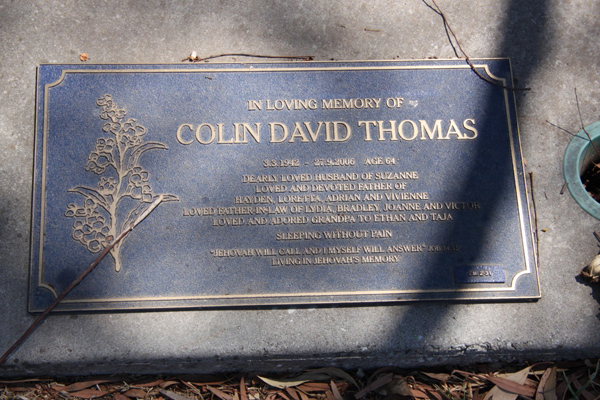 IN LOVING MEMORY OF
COLIN DAVID THOMAS
3.3.1942 - 27.9.2006 AGE 64
DEARLY LOVED HUSBAND OF SUZANNE
LOVED AND DEVOTED FATHER OF
HAYDEN, LORETTA, ADRIAN AND VIVIENNE
LOVED FATHER-IN-LAW OF LYDIA, BRADLEY, JOANNE AND VICTOR
LOVED AND ADORED GRANDPA TO ETHAN AND TAJA
SLEEPING WITHOUT PAIN
"JEHOVAH WILL CALL AND I MYSELF WILL ANSWER" JOB
LIVING IN JEHOVAH'S MEMORY